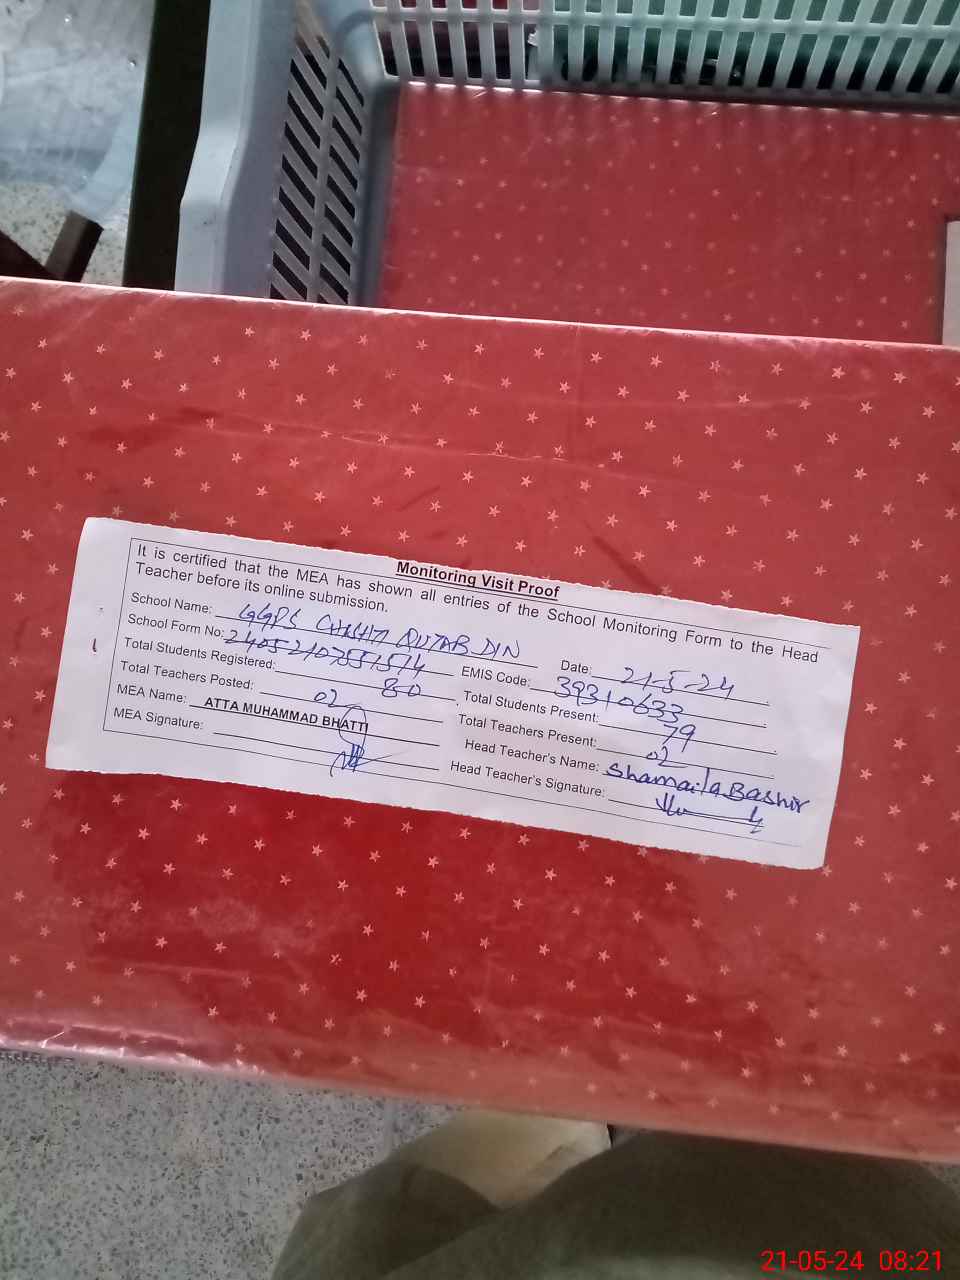 Monitoring Visit Proof
It is certified that the MEA has shown all entries of the School Monitoring Form to the Head
Teacher before its online submission.
School Name: GGPS CHISHTI QUTAB DIN Date: 21-5-24
School Form No: EMIS Code: 39310633
Total Students Registered: 80 Total Students Present: 79
Total Teachers Posted: 02 Total Teachers Present: 02
MEA Name: ATTA MUHAMMAD BHATTI Head Teacher's Name: Shamaila Bashir
MEA Signature: Head Teacher's Signature:
21-05-24 08:21